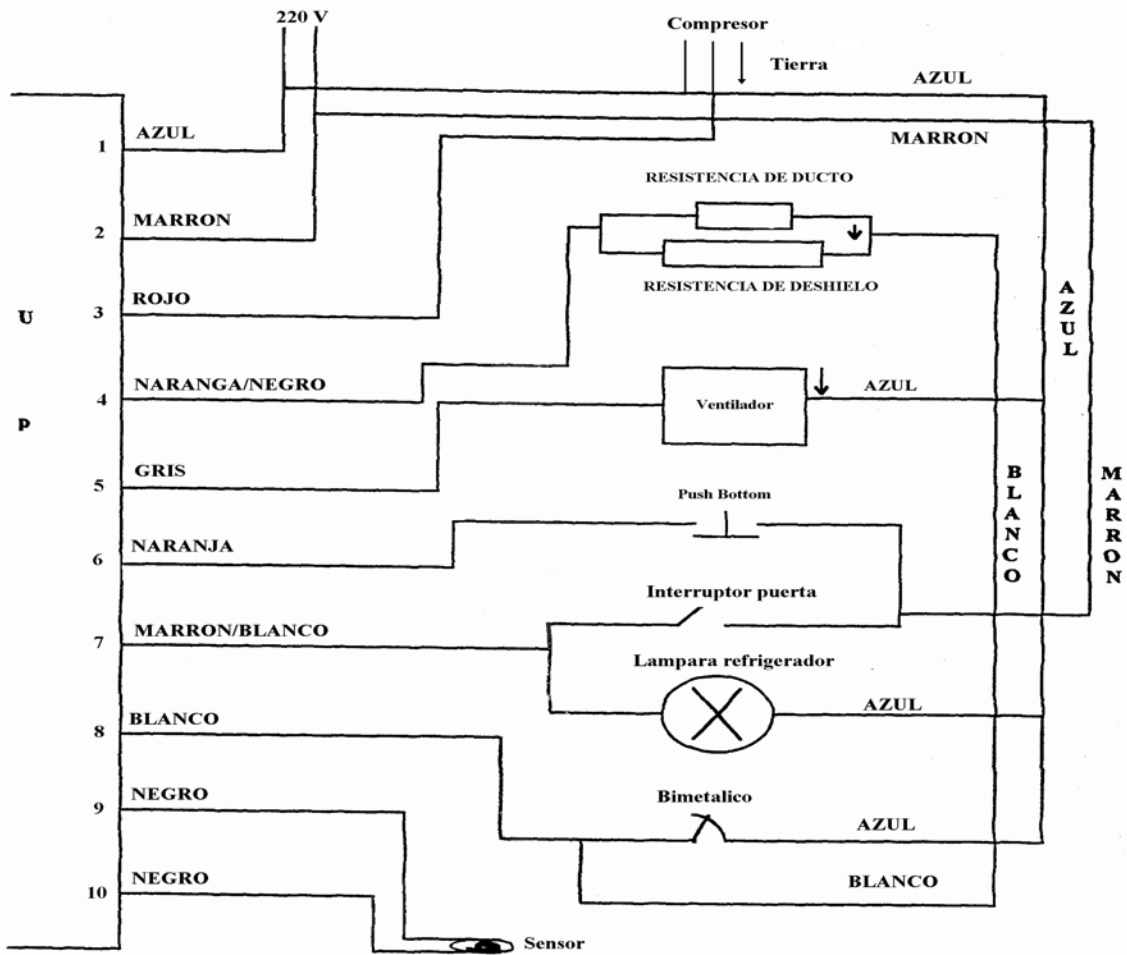 220 V
Compresor
Tierra
AZUL
MARRON
1 AZUL
2 MARRON
RESISTENCIA DE DUCTO
RESISTENCIA DE DESHIELO
3 ROJO
U
P
4 NARANGA/NEGRO
Ventilador
AZUL
AZUL
5 GRIS
Push Bottom
BLANCO
MARRON
6 NARANJA
Interruptor puerta
7 MARRON/BLANCO
Lampara refrigerador
AZUL
8 BLANCO
Bimetalico
AZUL
9 NEGRO
BLANCO
10 NEGRO
Sensor